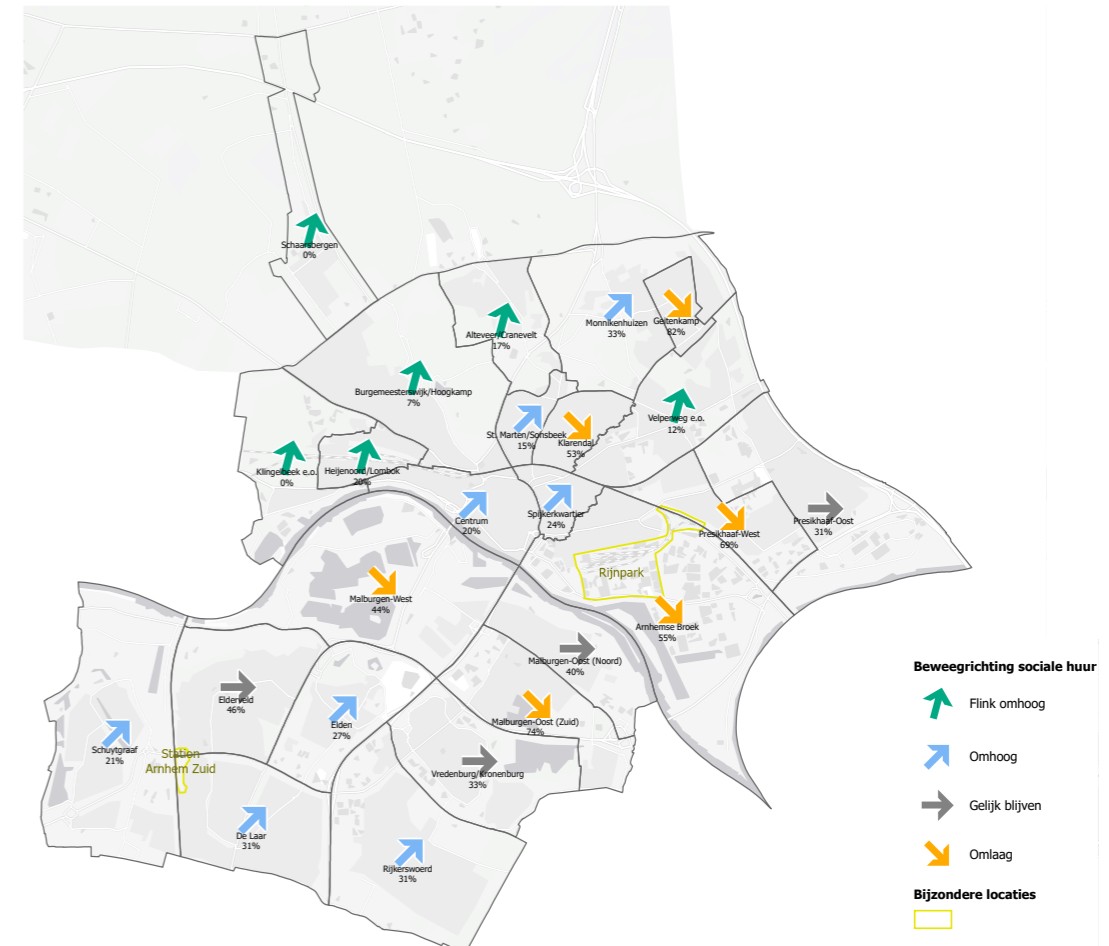 Schaarsbergen
0%
Alteveer/Cranevelt
17%
Monnikenhuizen
33%
Geitenkamp
82%
Burgemeesterswijk/Hoogkamp
7%
Velperweg e.o.
12%
St. Marten/Sonsbeek
15%
Klarendal
53%
Klingelbeek e.o.
0%
Heijenoord/Lombok
20%
Centrum
20%
Spijkerkwartier
24%
Presikhaaf-West
69%
Presikhaaf-Oost
31%
Rijnpark
Malburgen-West
44%
Arnhemse Broek
55%
Malburgen-Oost (Noord)
40%
Elderveld
46%
Elden
27%
Malburgen-Oost (Zuid)
74%
Schuytgraaf
21%
Station
Arnhem Zuid
Vredenburg/Kronenburg
33%
De Laar
31%
Rijkerswoerd
31%
Beweegrichting sociale huur
Flink omhoog
Omhoog
Gelijk blijven
Omlaag
Bijzondere locaties